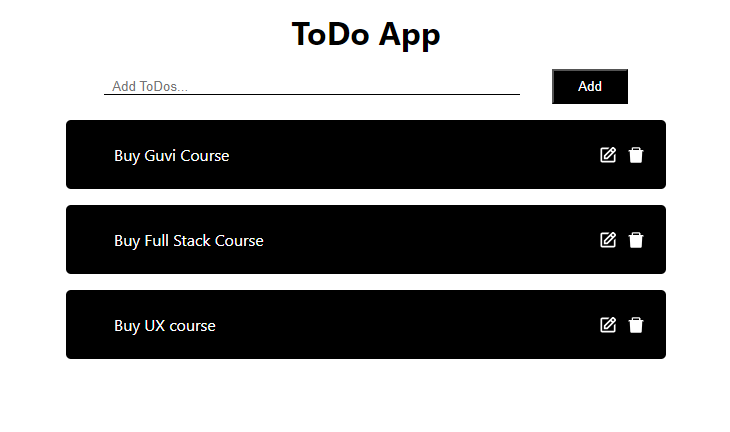 ToDo App
Add ToDos...
Add
Buy Guvi Course
Buy Full Stack Course
Buy UX course